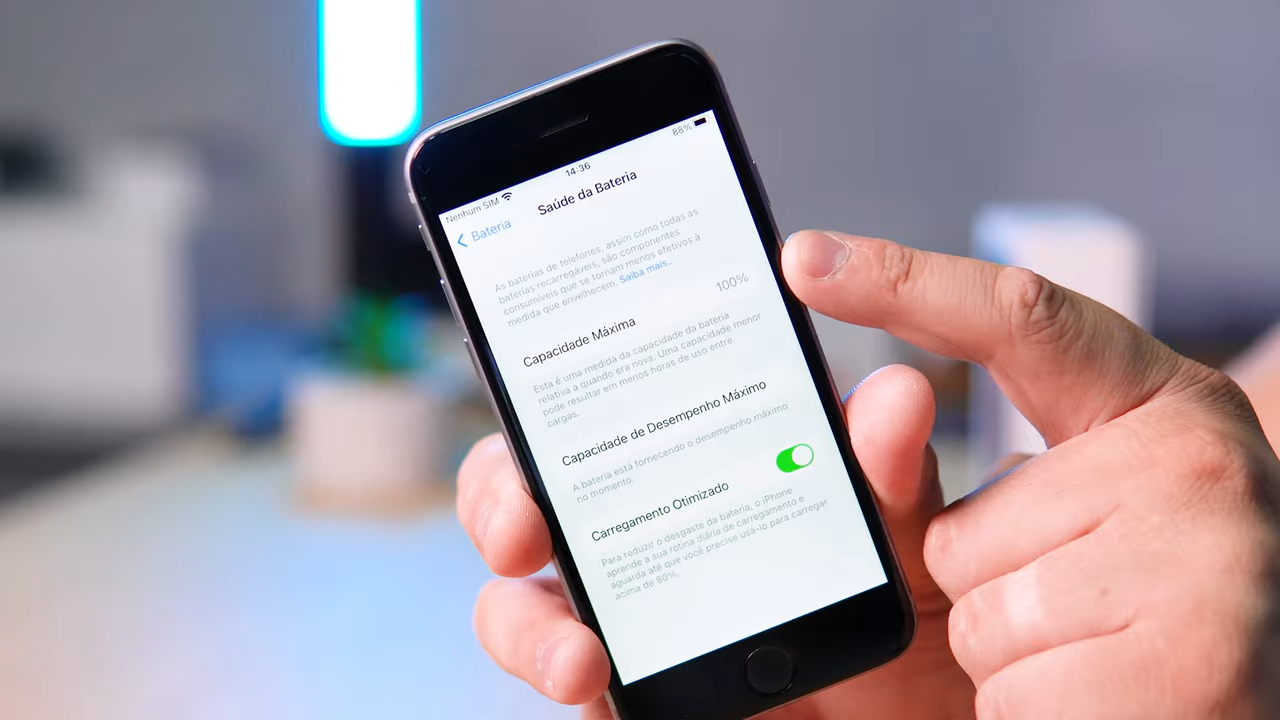 Nenhum SIM 14:36 88%
Bateria Saúde da Bateria
As baterias de telefones, assim como todas as
baterias recarregáveis, são componentes
consumíveis que se tornam menos efetivos à
medida que envelhecem. Saiba mais...
Capacidade Máxima 100%
Esta é uma medida da capacidade da bateria
relativa a quando era nova. Uma capacidade menor
pode resultar em menos horas de uso entre
cargas.
Capacidade de Desempenho Máximo
A bateria está fornecendo o desempenho máximo
no momento.
Carregamento Otimizado
Para reduzir o desgaste da bateria, o iPhone
aprende a sua rotina diária de carregamento e
aguarda até que você precise usá-lo para carregar
acima de 80%.